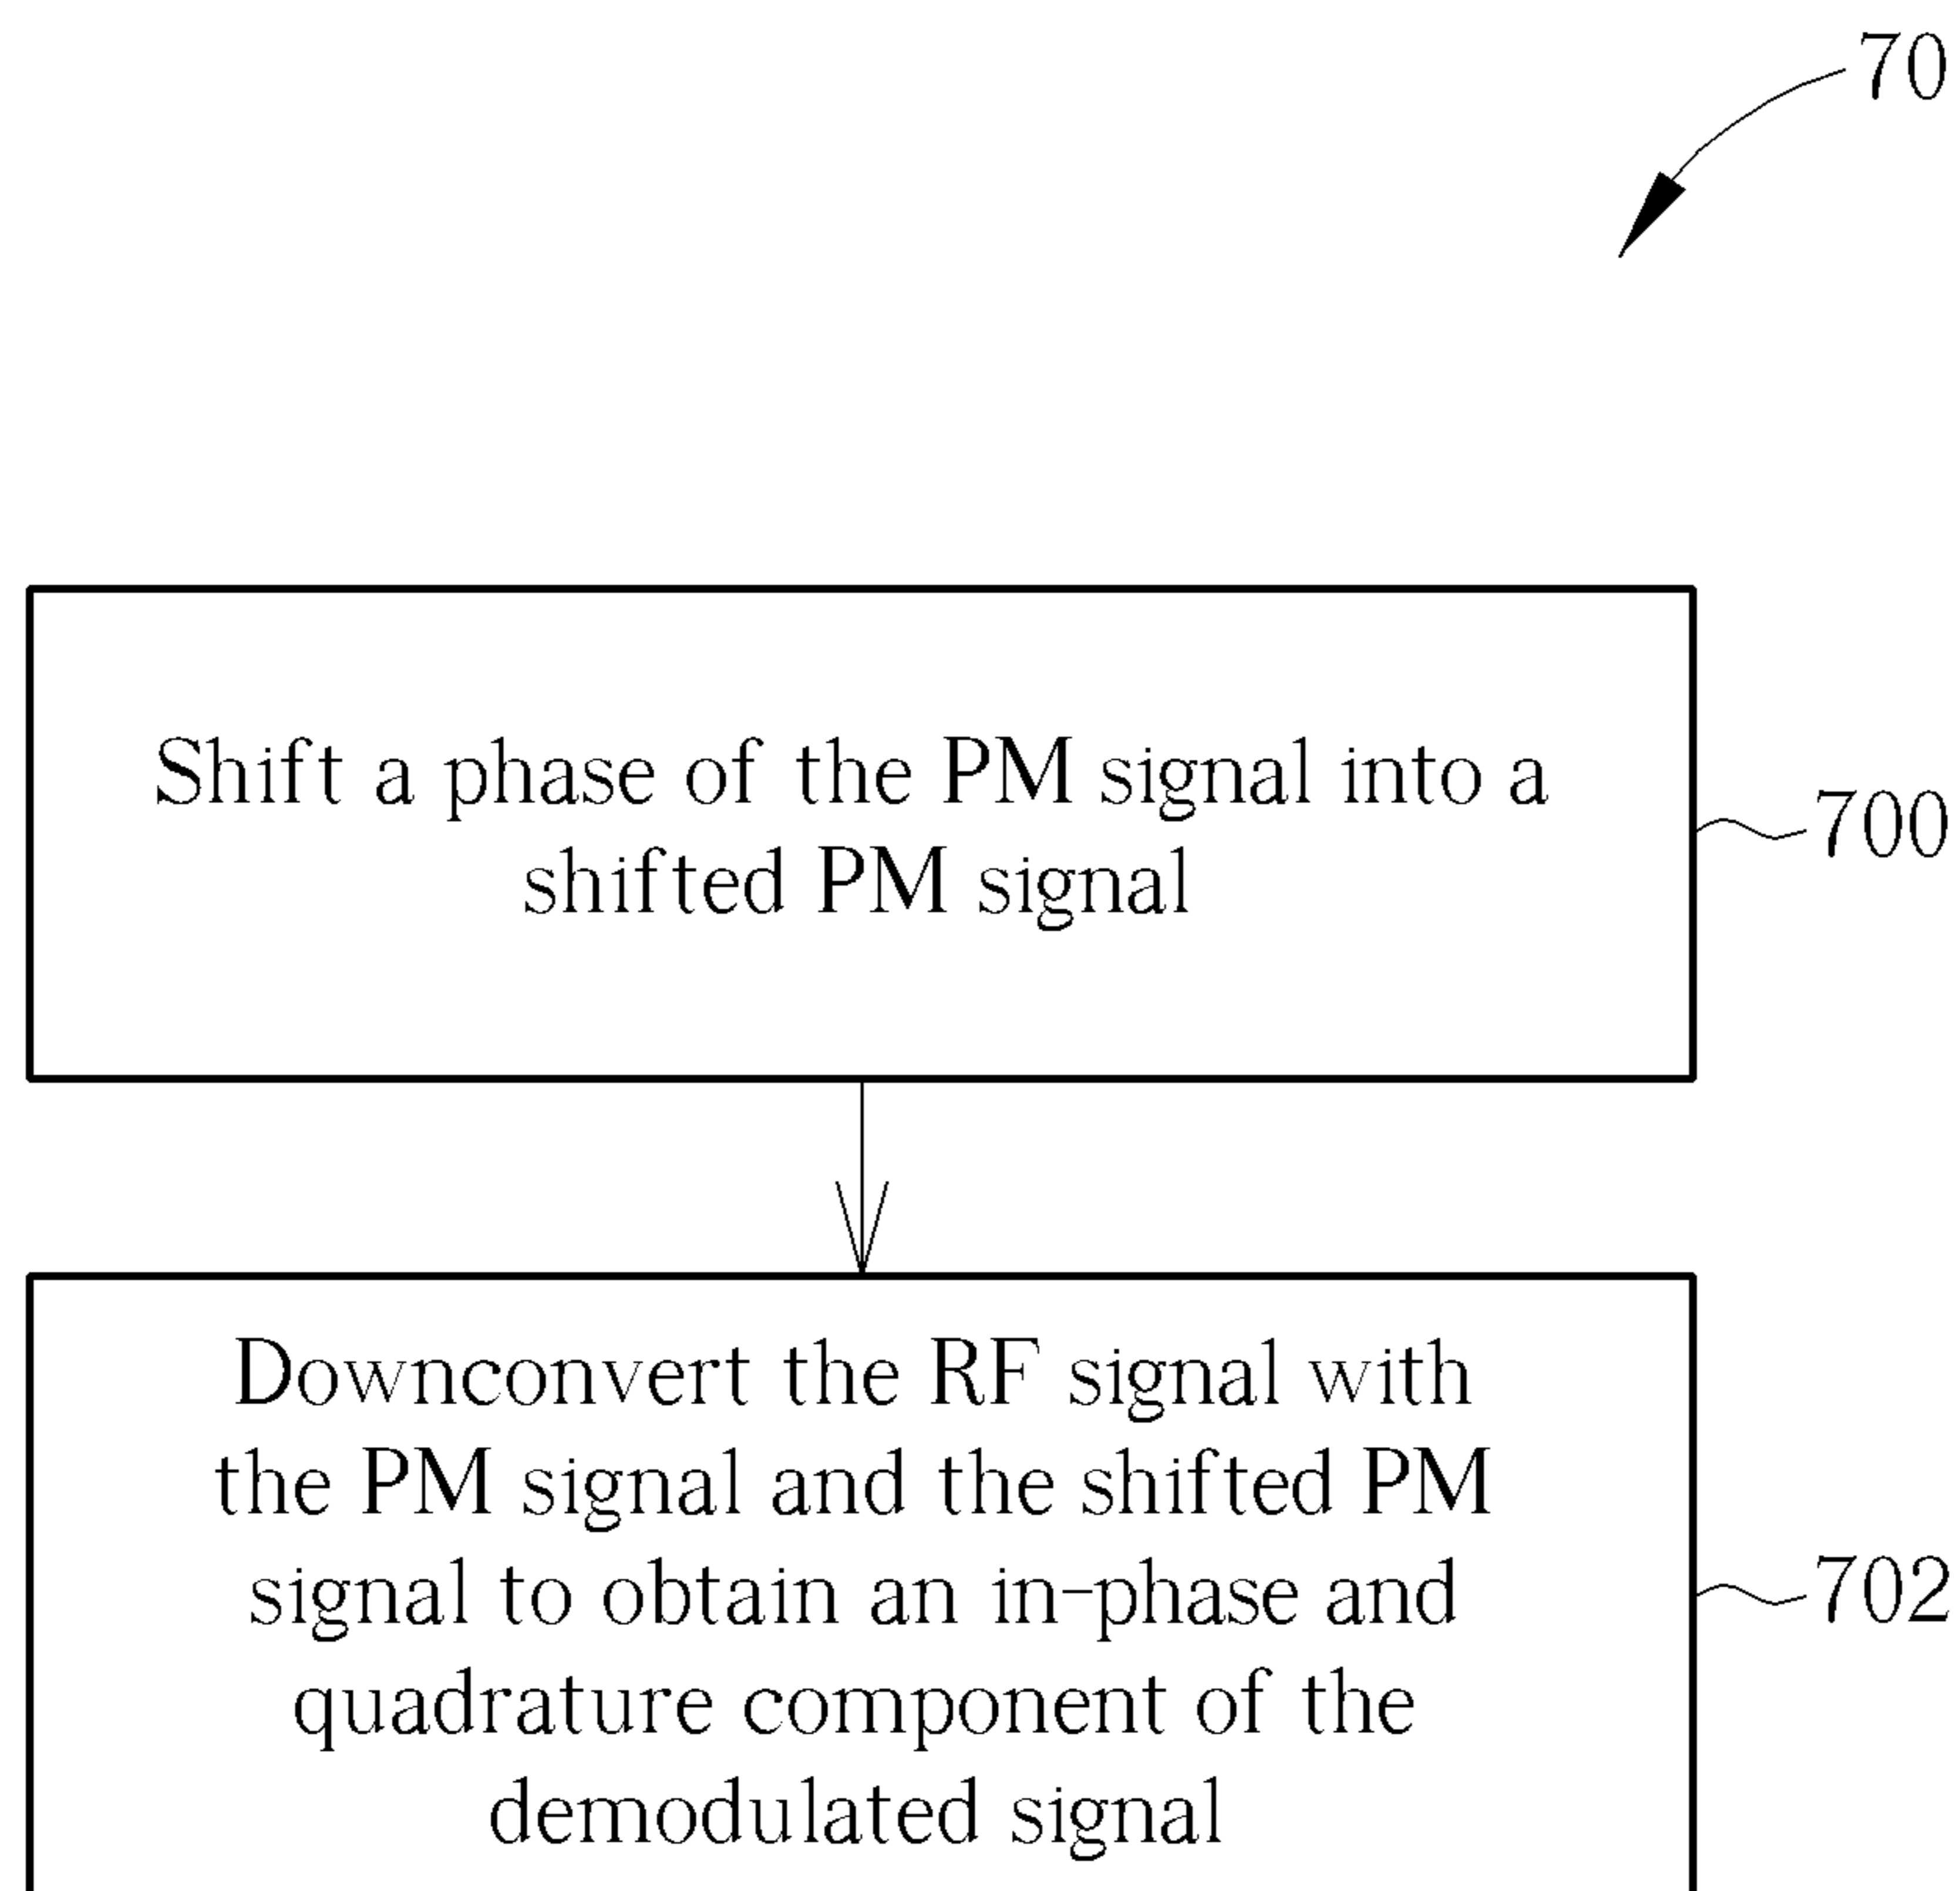 70
Shift a phase of the PM signal into a
shifted PM signal
700
Downconvert the RF signal with
the PM signal and the shifted PM
signal to obtain an in-phase and
quadrature component of the
demodulated signal
702